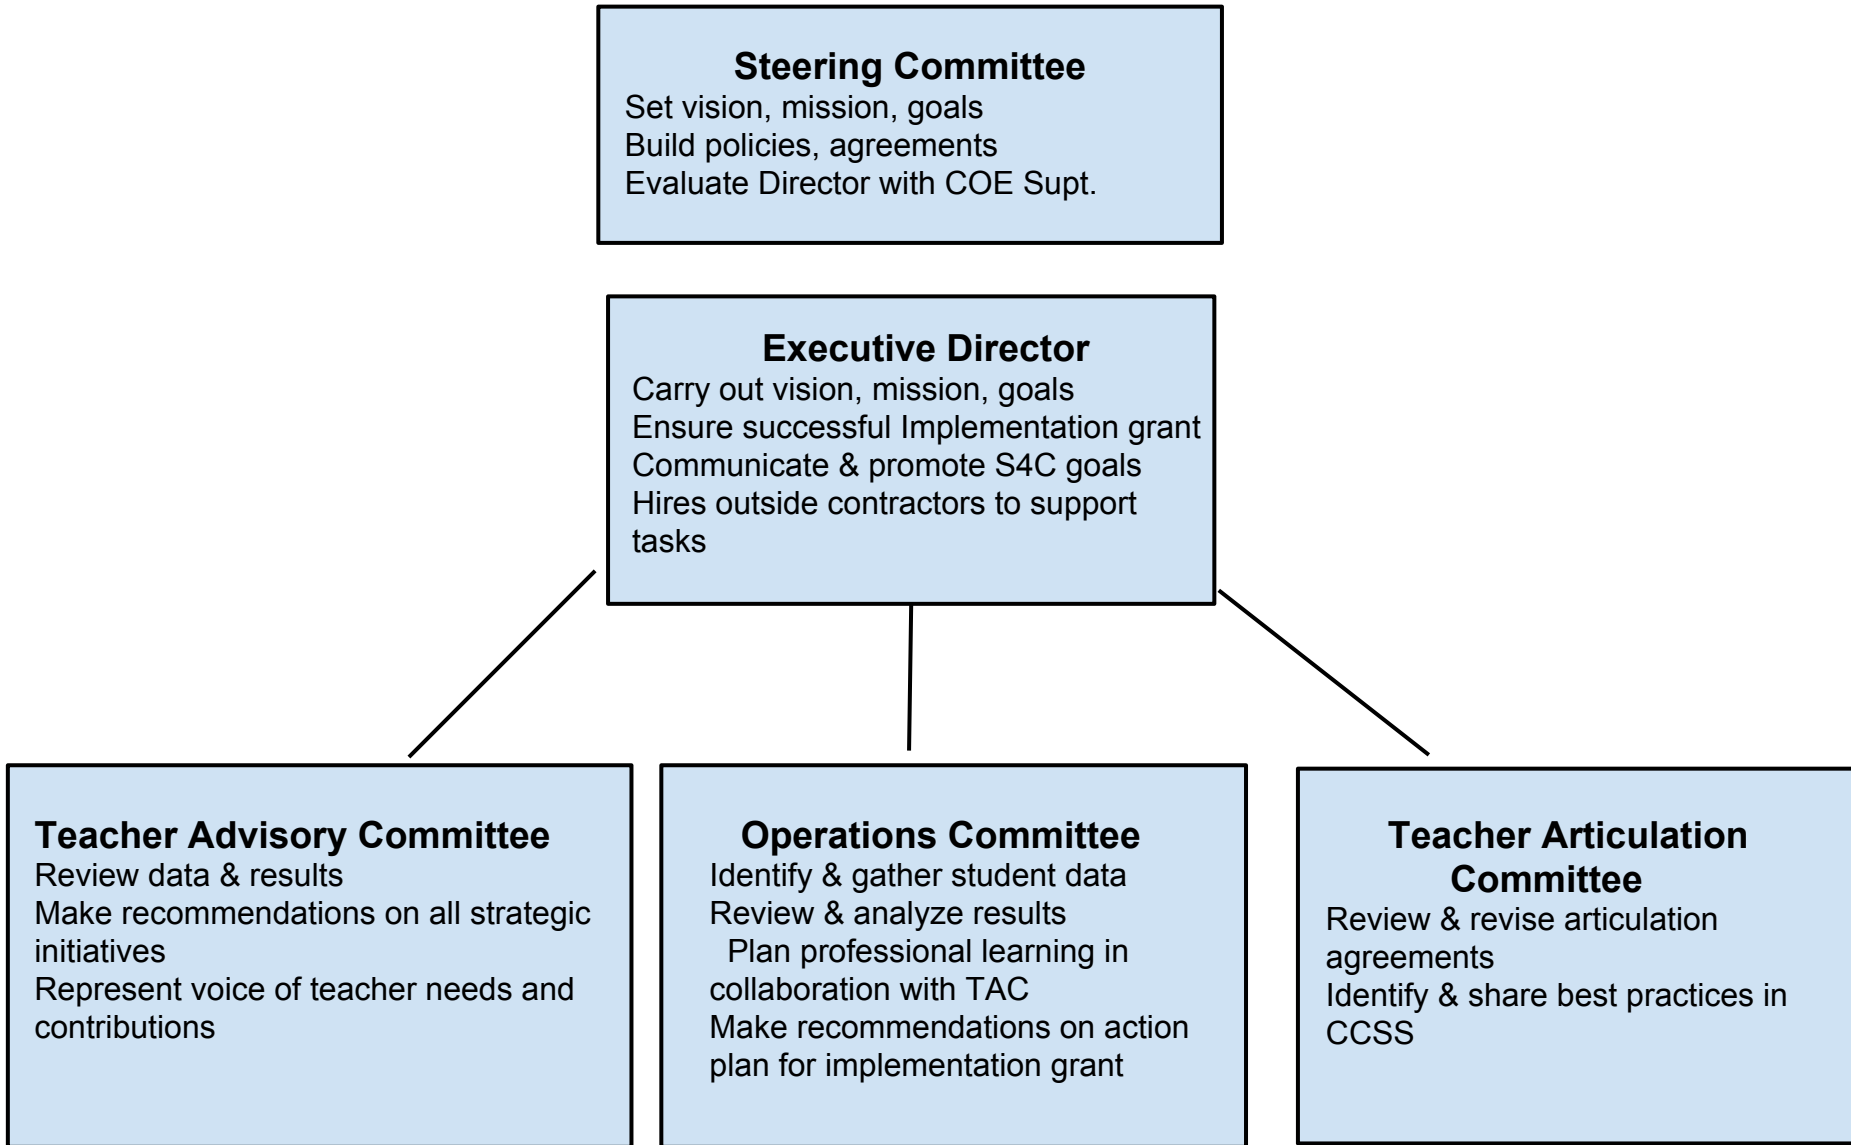 Steering Committee
Set vision, mission, goals
Build policies, agreements
Evaluate Director with COE Supt.
Executive Director
Carry out vision, mission, goals
Ensure successful Implementation grant
Communicate & promote S4C goals
Hires outside contractors to support
tasks
Teacher Advisory Committee
Review data & results
Make recommendations on all strategic
initiatives
Represent voice of teacher needs and
contributions
Operations Committee
Identify & gather student data
Review & analyze results
Plan professional learning in
collaboration with TAC
Make recommendations on action
plan for implementation grant
Teacher Articulation
Committee
Review & revise articulation
agreements
Identify & share best practices in
CCSS